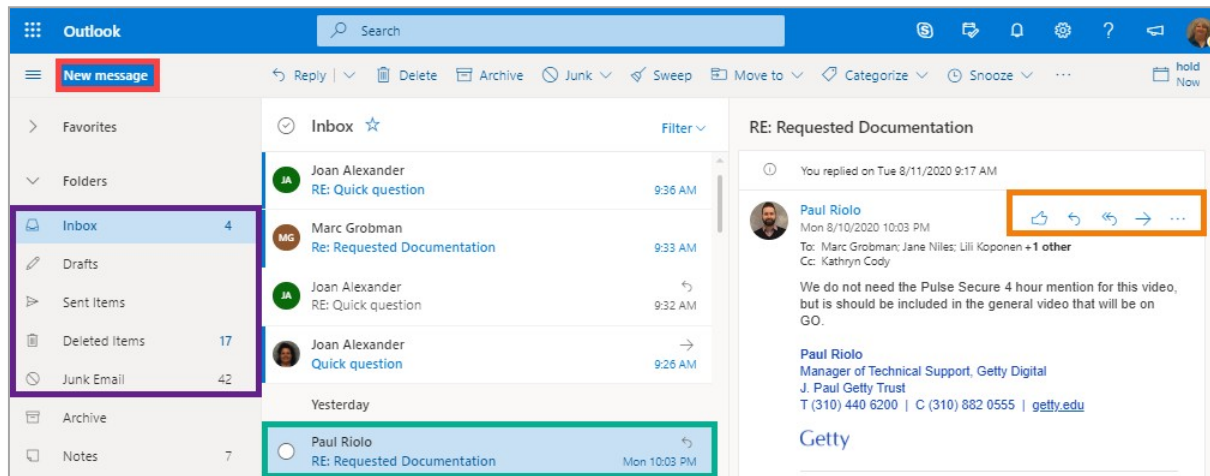 Outlook
Search
New message
Reply
Delete
Archive
Junk
Sweep
Move to
Categorize
Snooze
hold
Now
Favorites
Folders
Inbox 4
Drafts
Sent Items
Deleted Items 17
Junk Email 42
Archive
Notes 7
Inbox
Filter
JA
Joan Alexander
RE: Quick question 9:36 AM
MG
Marc Grobman
Re: Requested Documentation 9:33 AM
JA
Joan Alexander
RE: Quick question 9:32 AM
Joan Alexander
Quick question 9:26 AM
Yesterday
Paul Riolo
RE: Requested Documentation Mon 10:03 PM
RE: Requested Documentation
You replied on Tue 8/11/2020 9:17 AM
Paul Riolo
Mon 8/10/2020 10:03 PM
To: Marc Grobman; Jane Niles; Lili Koponen +1 other
Cc: Kathryn Cody
We do not need the Pulse Secure 4 hour mention for this video,
but is should be included in the general video that will be on
GO.
Paul Riolo
Manager of Technical Support, Getty Digital
J. Paul Getty Trust
T (310) 440 6200 | C (310) 882 0555 | getty.edu
Getty